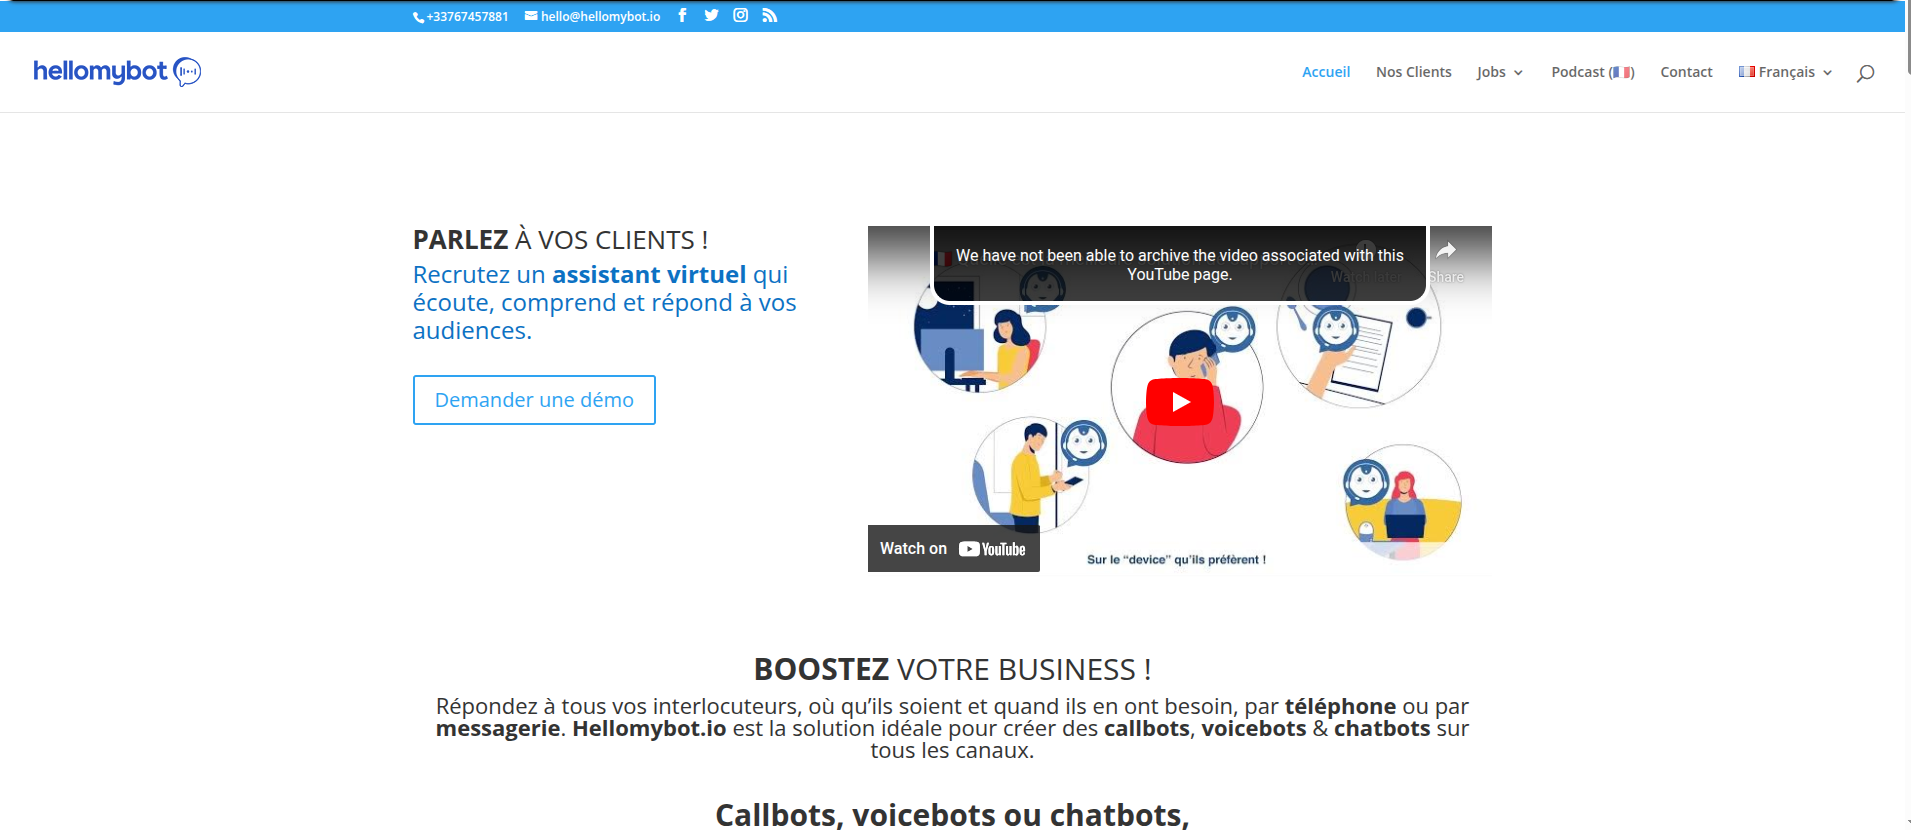 +33767457881 hello@hellomybot.io
hellomybot
Accueil Nos Clients Jobs Podcast (🇫🇷) Contact Français
PARLEZ À VOS CLIENTS !
Recrutez un assistant virtuel qui
écoute, comprend et répond à vos
audiences.
Demander une démo
We have not been able to archive the video associated with this
YouTube page.
Watch later
Share
Watch on YouTube
Sur le “device” qu’ils préfèrent !
BOOSTEZ VOTRE BUSINESS !
Répondez à tous vos interlocuteurs, où qu’ils soient et quand ils en ont besoin, par téléphone ou par
messagerie. Hellomybot.io est la solution idéale pour créer des callbots, voicebots & chatbots sur
tous les canaux.
Callbots, voicebots ou chatbots,